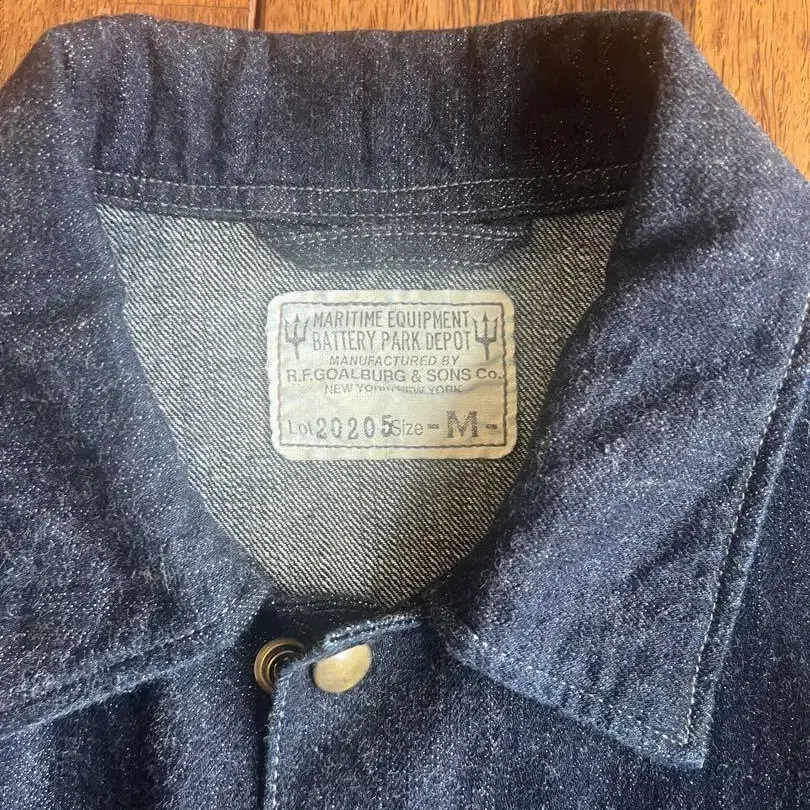 MARITIME EQUIPMENT
BATTERY PARK DEPOT
MANUFACTURED BY
R.F.GOALBURG & SONS Co.
NEW YORK NEW YORK
Lot 20205 Size -M-